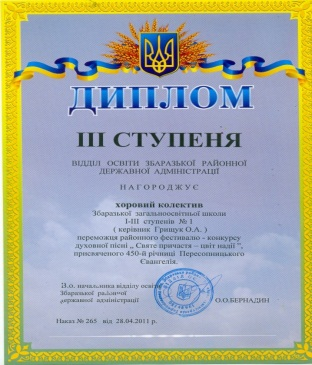 ДИПЛОМ
ІІІ СТУПЕНЯ
ВІДДІЛ ОСВІТИ ЗБАРАЗЬКОЇ РАЙОННОЇ
ДЕРЖАВНОЇ АДМІНІСТРАЦІЇ
НАГОРОДЖУЄ
хоровий колектив
Збаразької загальноосвітньої школи
І-ІІІ ступенів № 1
( керівник Грищук О.А. )
переможця районного фестивалю - конкурсу
духовної пісні „ Святе причастя – цвіт надії ”,
присвяченого 450-й річниці Пересопницького
Євангелія.
В.о. начальника відділу освіти
Збаразької районної
державної адміністрації
О.О.БЕРНАДИН
Наказ № 265 від 28.04.2011 р.